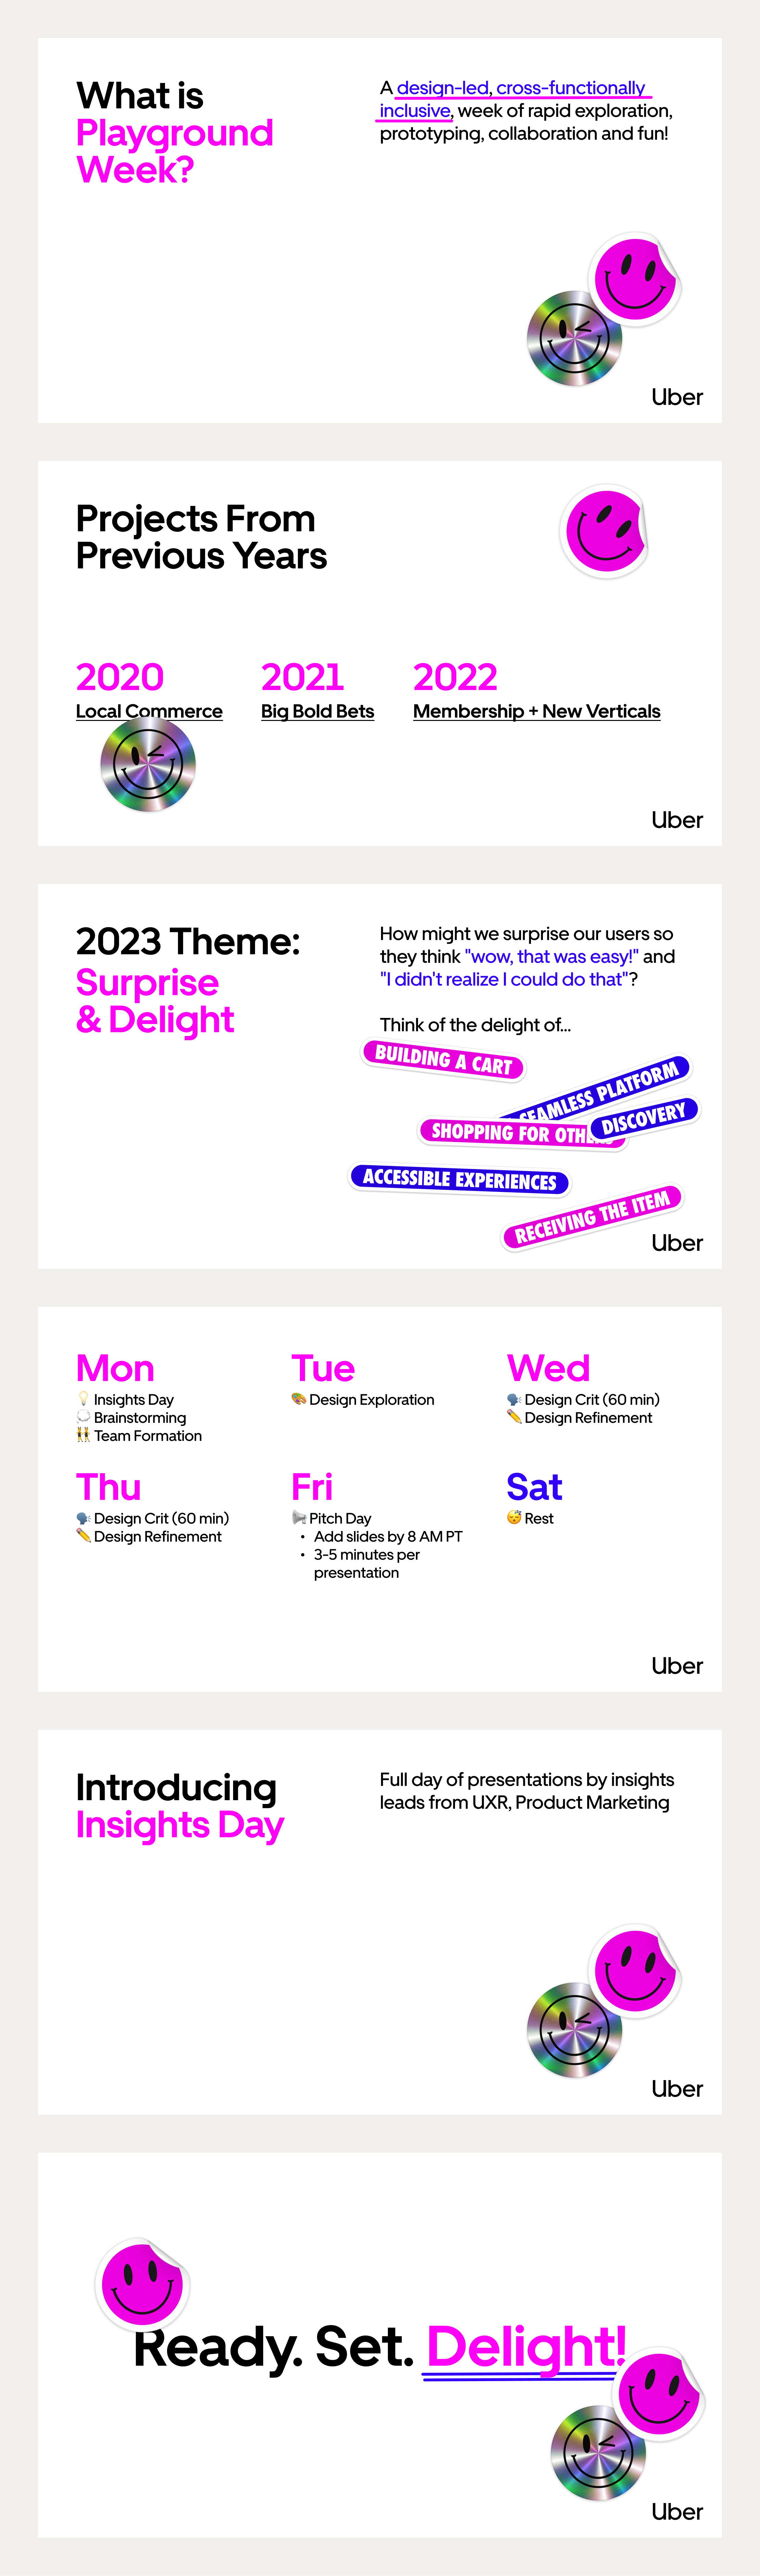 What is
Playground
Week?
A design-led, cross-functionally
inclusive, week of rapid exploration,
prototyping, collaboration and fun!
Uber
Projects From
Previous Years
2020
Local Commerce
2021
Big Bold Bets
2022
Membership + New Verticals
Uber
2023 Theme:
Surprise
& Delight
How might we surprise our users so
they think "wow, that was easy!" and
"I didn't realize I could do that"?
Think of the delight of...
BUILDING A CART
SEAMLESS PLATFORM
SHOPPING FOR
DISCOVERY
ACCESSIBLE EXPERIENCES
RECEIVING THE ITEM
Uber
Mon
💡 Insights Day
💭 Brainstorming
👯 Team Formation
Tue
🎨 Design Exploration
Wed
🗣️ Design Crit (60 min)
✏️ Design Refinement
Thu
🗣️ Design Crit (60 min)
✏️ Design Refinement
Fri
📢 Pitch Day
• Add slides by 8 AM PT
• 3-5 minutes per
presentation
Sat
😴 Rest
Uber
Introducing
Insights Day
Full day of presentations by insights
leads from UXR, Product Marketing
Uber
Ready. Set. Delight!
Uber